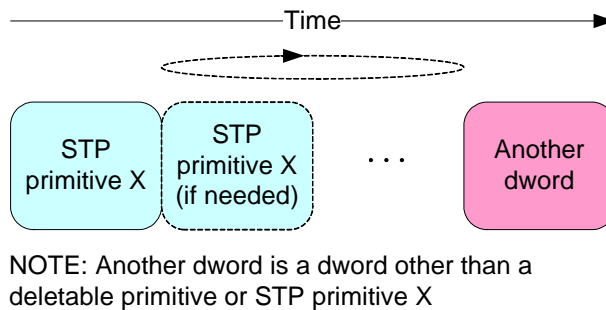 Time
STP
primitive X
STP
primitive X
(if needed)
. . .
Another
dword
NOTE: Another dword is a dword other than a
deletable primitive or STP primitive X